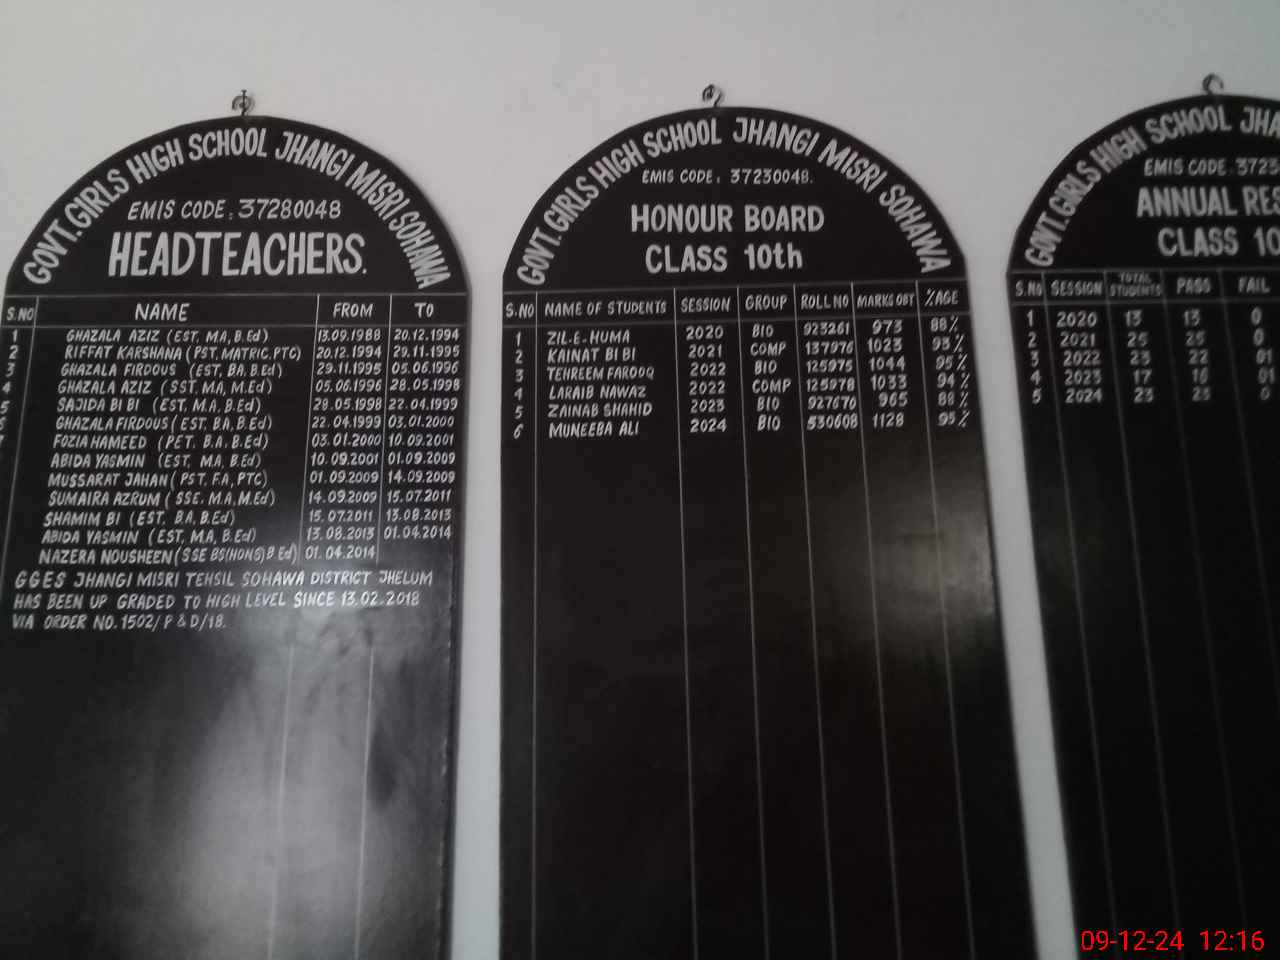 GOVT. GIRLS HIGH SCHOOL JHANGI MISRI SOHAWA
EMIS CODE: 37280048
HEADTEACHERS.
S.NO NAME FROM TO
1 GHAZALA AZIZ (EST, MA, B.Ed) 13.09.1988 20.12.1994
2 RIFFAT KARSHANA (PST, MATRIC, PTC) 20.12.1994 29.11.1995
3 GHAZALA FIRDOUS (EST, BA, B.Ed) 29.11.1995 05.06.1996
4 GHAZALA AZIZ (SST, MA, M.Ed) 05.06.1996 28.05.1998
5 SAJIDA BI BI (EST, M.A, B.Ed) 28.05.1998 22.04.1999
GHAZALA FIRDOUS (EST, BA, B.Ed) 22.04.1999 03.01.2000
FOZIA HAMEED (PET. B.A, B.Ed) 03.01.2000 10.09.2001
ABIDA YASMIN (EST, MA, B.Ed) 10.09.2001 01.09.2009
MUSSARAT JAHAN (PST. F.A, PTC) 01.09.2009 14.09.2009
SUMAIRA AZRUM (SSE. M.A, M.Ed) 14.09.2009 15.07.2011
SHAMIM BI (EST. B.A, B.Ed) 15.07.2011 13.08.2013
ABIDA YASMIN (EST, M.A, B.Ed) 13.08.2013 01.04.2014
NAZERA NOUSHEEN (SSE BS(HONS) B.Ed) 01.04.2014
GGES JHANGI MISRI TEHSIL SOHAWA DISTRICT JHELUM
HAS BEEN UP GRADED TO HIGH LEVEL SINCE 13.02.2018
VIA ORDER NO. 1502/P & D/18.
GOVT. GIRLS HIGH SCHOOL JHANGI MISRI SOHAWA
EMIS CODE: 37230048.
HONOUR BOARD
CLASS 10th
S.NO NAME OF STUDENTS SESSION GROUP ROLL NO MARKS OBT %AGE
1 ZIL-E-HUMA 2020 BIO 923261 973 88%
2 KAINAT BI BI 2021 COMP 137976 1023 93%
3 TEHREEM FAROOQ 2022 BIO 125975 1044 95%
4 LARAIB NAWAZ 2022 COMP 125978 1033 94%
5 ZAINAB SHAHID 2023 BIO 927670 965 88%
6 MUNEEBA ALI 2024 BIO 530608 1128 95%
GOVT GIRLS HIGH SCHOOL JHA
EMIS CODE: 3723
ANNUAL RES
CLASS 10
S.NO SESSION TOTAL STUDENTS PASS FAIL
1 2020 13 13 0
2 2021 25 25 0
3 2022 23 22 01
4 2023 17 16 01
5 2024 23 23 0
09-12-24 12:16